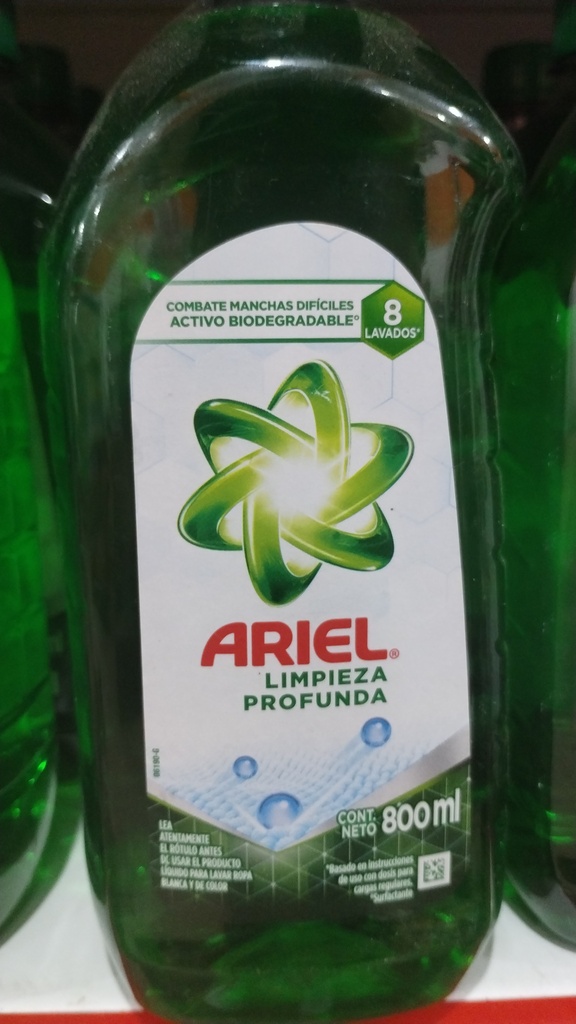 COMBATE MANCHAS DIFÍCILES
ACTIVO BIODEGRADABLE°
8
LAVADOS*
ARIEL®
LIMPIEZA
PROFUNDA
CONT.
NETO 800ml
LEA
ATENTAMENTE
EL RÓTULO ANTES
DE USAR EL PRODUCTO
LÍQUIDO PARA LAVAR ROPA
BLANCA Y DE COLOR
*Basado en instrucciones
de uso con dosis para
cargas regulares.
°Surfactante